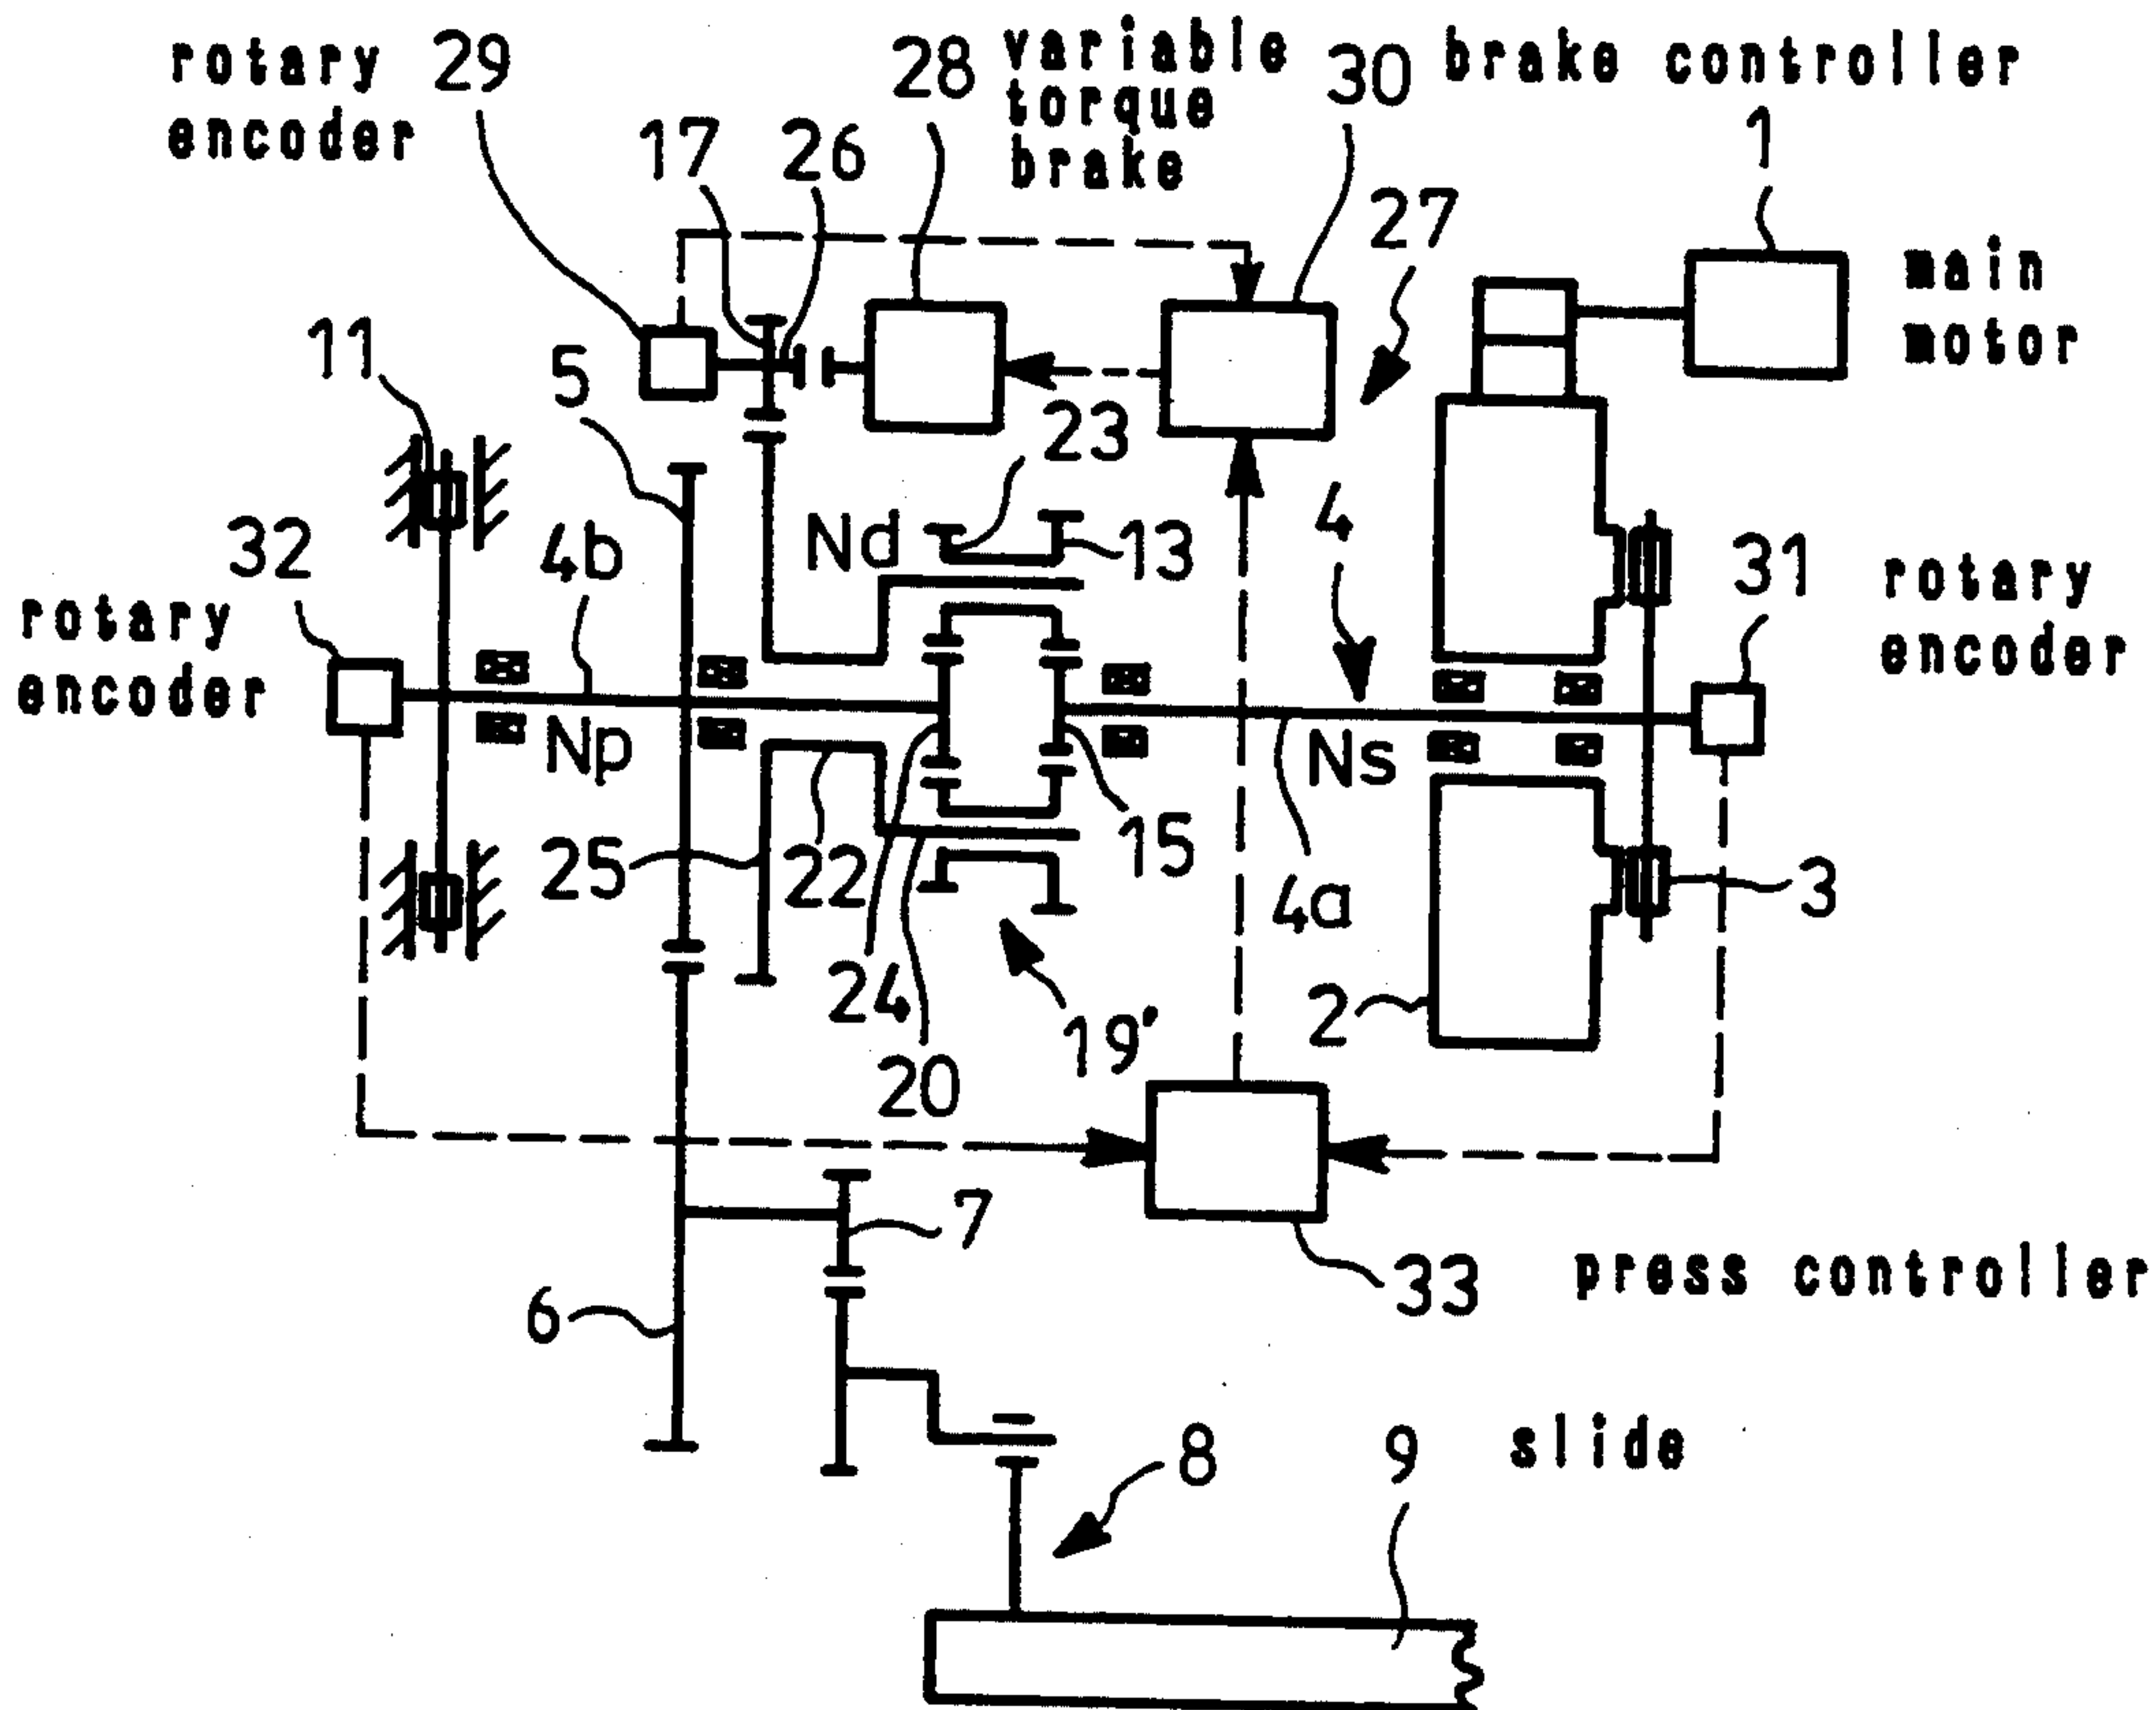 rotary encoder 29
28 variable torque brake
30 brake controller
1
main motor
17
26
27
11
5
23
4
32
4b
Nd
13
31
rotary encoder
rotary encoder
Np
Ns
25
22
15
4a
3
24
2
19'
20
7
33 press controller
6
8
9 slide